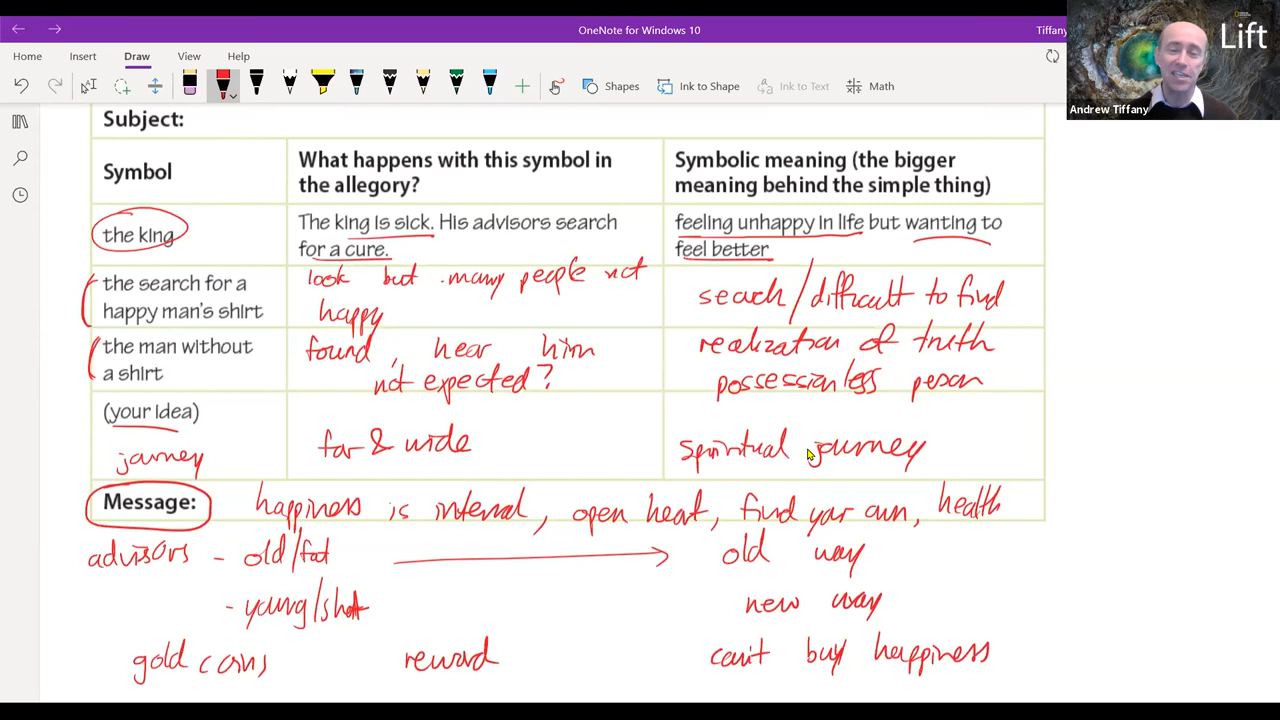 OneNote for Windows 10
Tiffany
Home Insert Draw View Help
Shapes Ink to Shape Ink to Text Math
NATIONAL GEOGRAPHIC
Lift
Andrew Tiffany
Subject:
Symbol
What happens with this symbol in
the allegory?
Symbolic meaning (the bigger
meaning behind the simple thing)
the king
The king is sick. His advisors search
for a cure.
feeling unhappy in life but wanting to
feel better
the search for a
happy man's shirt
look but many people not
happy
search/difficult to find
the man without
a shirt
found, hear him
not expected?
realization of truth
possessionless person
(your idea)
journey
far & wide
spiritual journey
Message: happiness is internal, open heart, find your own, health
advisors - old/fat old way
- young/short new way
gold coins reward can't buy happiness